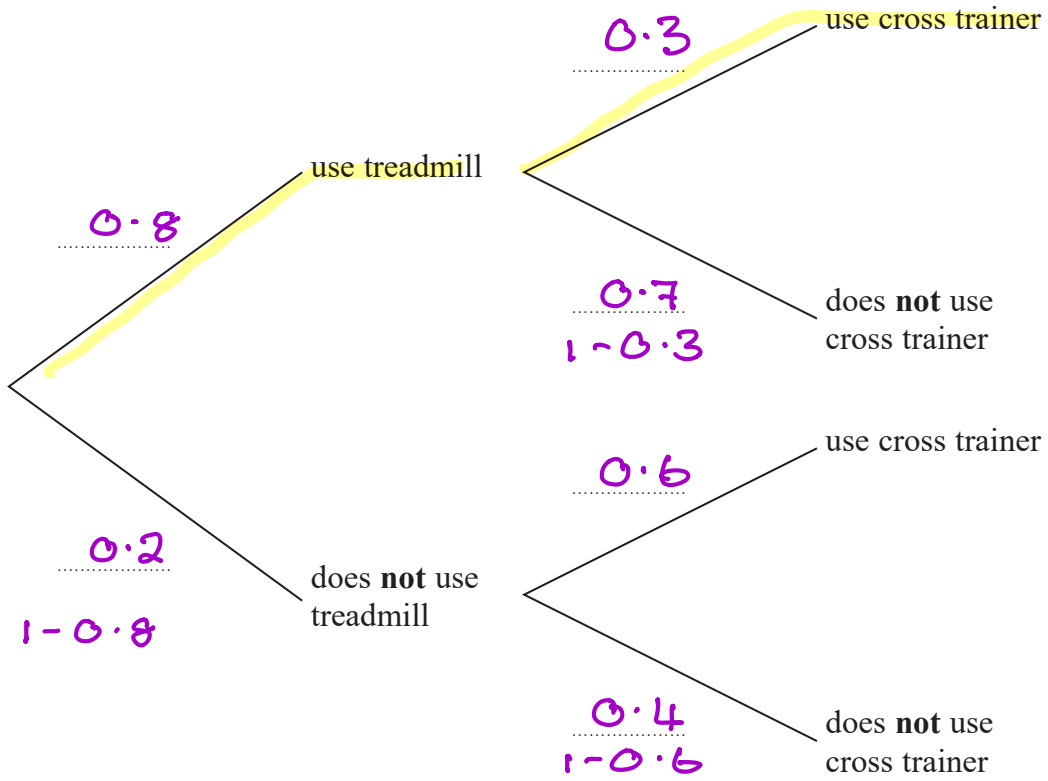 0.3
use cross trainer
use treadmill
0.8
0.7
1-0.3
does not use
cross trainer
use cross trainer
0.6
0.2
1-0.8
does not use
treadmill
0.4
1-0.6
does not use
cross trainer